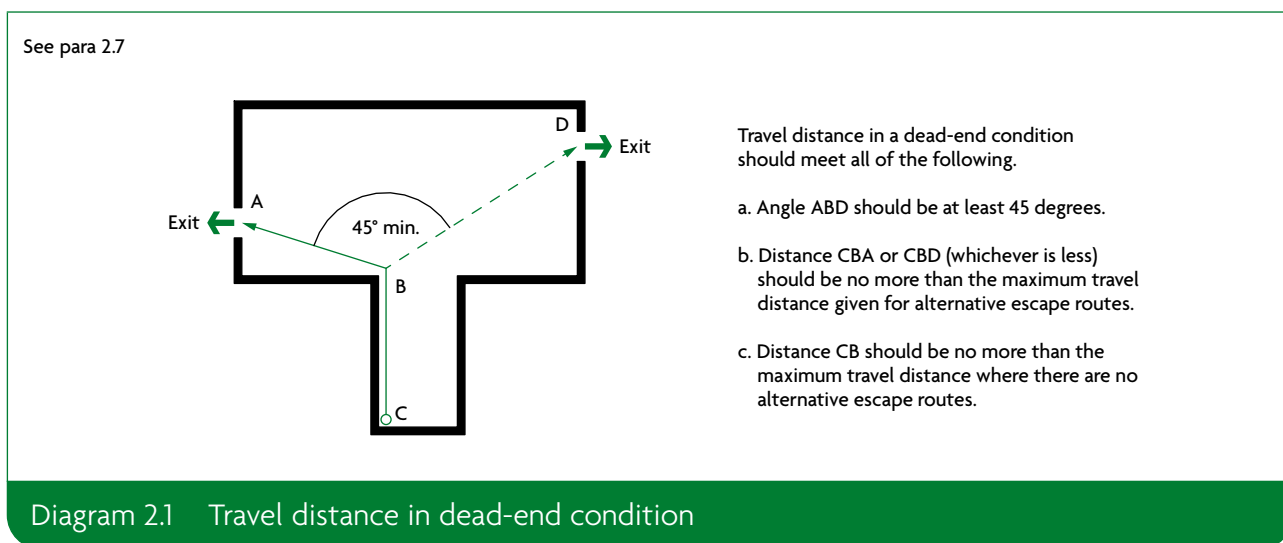 See para 2.7
D
Exit
A
Exit
45° min.
B
C
Travel distance in a dead-end condition
should meet all of the following.
a. Angle ABD should be at least 45 degrees.
b. Distance CBA or CBD (whichever is less)
should be no more than the maximum travel
distance given for alternative escape routes.
c. Distance CB should be no more than the
maximum travel distance where there are no
alternative escape routes.
Diagram 2.1 Travel distance in dead-end condition